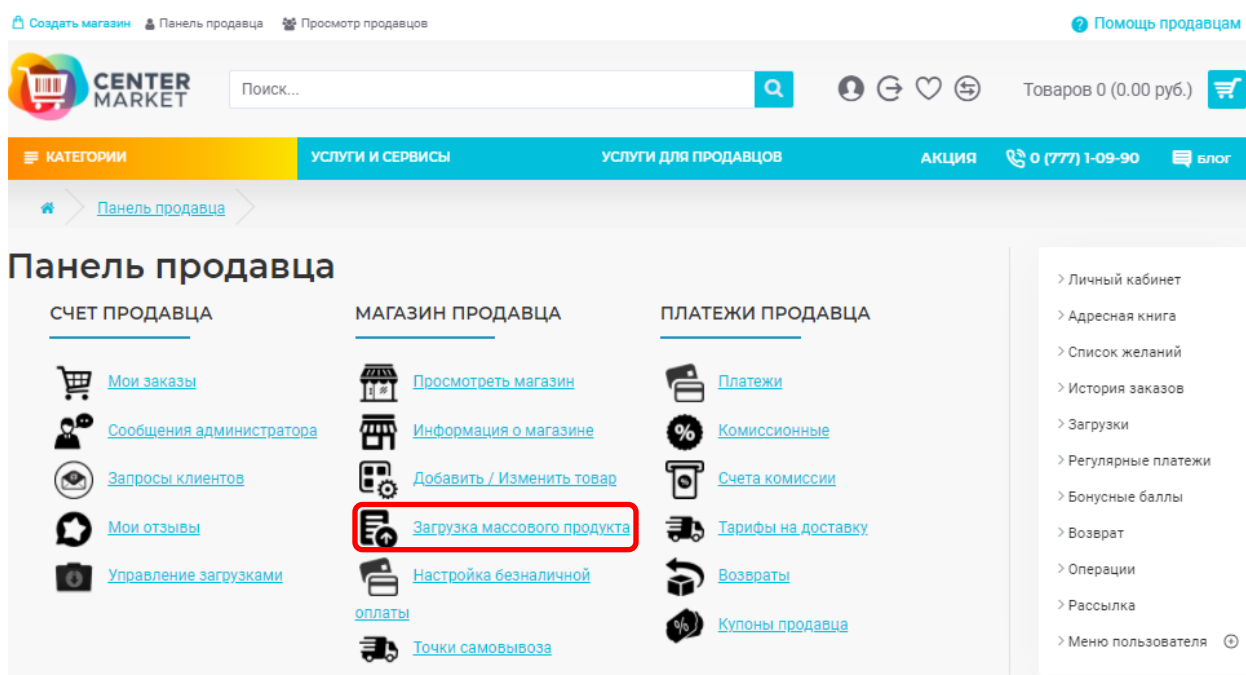 Создать магазин Панель продавца Просмотр продавцов Помощь продавцам
CENTER
MARKET
Поиск...
Товаров 0 (0.00 руб.)
КАТЕГОРИИ УСЛУГИ И СЕРВИСЫ УСЛУГИ ДЛЯ ПРОДАВЦОВ АКЦИЯ 0 (777) 1-09-90 БЛОГ
Панель продавца
Панель продавца
СЧЕТ ПРОДАВЦА
Мои заказы
Сообщения администратора
Запросы клиентов
Мои отзывы
Управление загрузками
МАГАЗИН ПРОДАВЦА
Просмотреть магазин
Информация о магазине
Добавить / Изменить товар
Загрузка массового продукта
Настройка безналичной
оплаты
Точки самовывоза
ПЛАТЕЖИ ПРОДАВЦА
Платежи
Комиссионные
Счета комиссии
Тарифы на доставку
Возвраты
Купоны продавца
Личный кабинет
Адресная книга
Список желаний
История заказов
Загрузки
Регулярные платежи
Бонусные баллы
Возврат
Операции
Рассылка
Меню пользователя